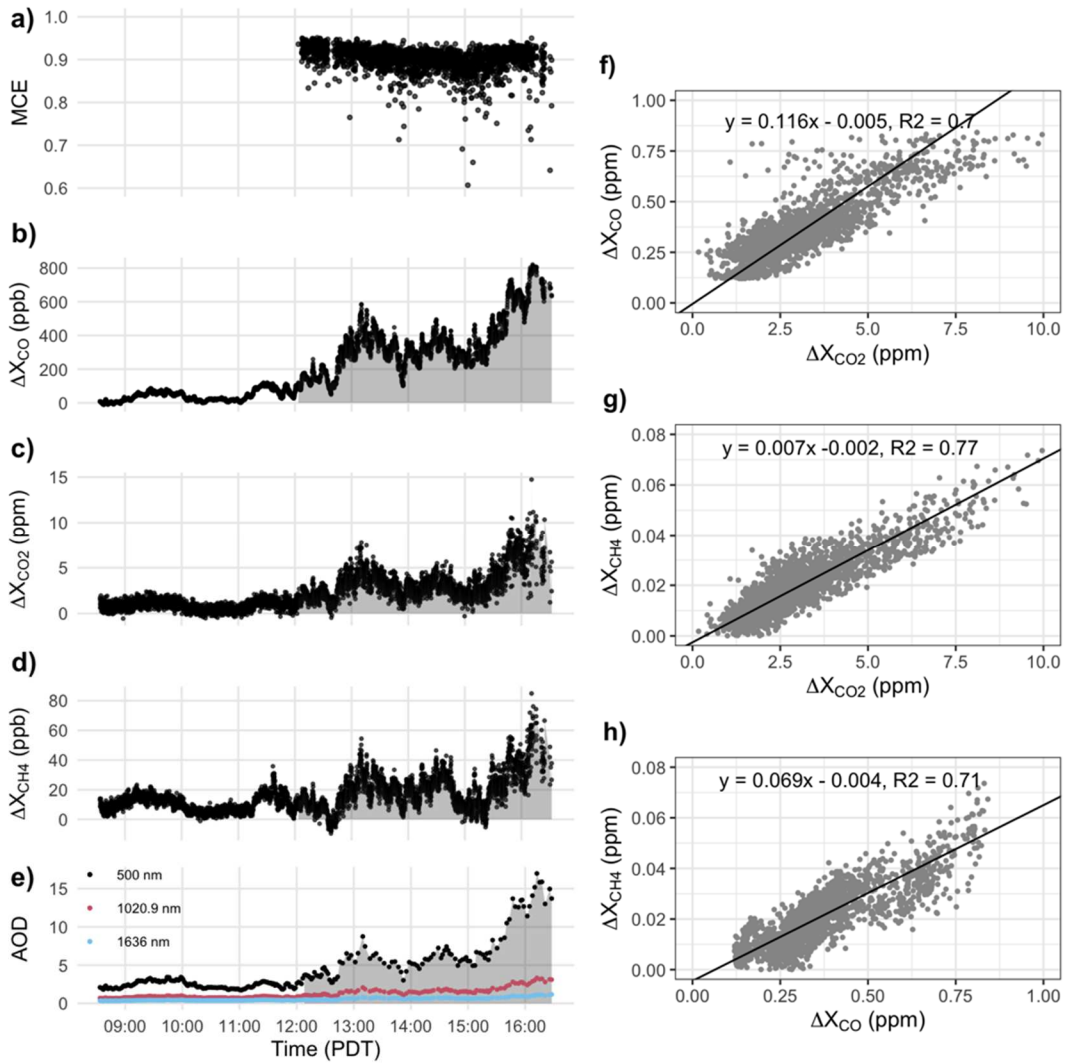 a)
1.0
0.9
0.8
0.7
0.6
MCE
b)
800
600
400
200
0
ΔXCO (ppb)
c)
15
10
5
0
ΔXCO2 (ppm)
d)
80
60
40
20
0
ΔXCH4 (ppb)
e)
500 nm
1020.9 nm
1636 nm
15
10
5
0
AOD
09:00 10:00 11:00 12:00 13:00 14:00 15:00 16:00
Time (PDT)
f)
y = 0.116x - 0.005, R2 = 0.7
1.00
0.75
0.50
0.25
0.00
ΔXCO (ppm)
0.0 2.5 5.0 7.5 10.0
ΔXCO2 (ppm)
g)
y = 0.007x -0.002, R2 = 0.77
0.08
0.06
0.04
0.02
0.00
ΔXCH4 (ppm)
0.0 2.5 5.0 7.5 10.0
ΔXCO2 (ppm)
h)
y = 0.069x - 0.004, R2 = 0.71
0.08
0.06
0.04
0.02
0.00
ΔXCH4 (ppm)
0.00 0.25 0.50 0.75 1.00
ΔXCO (ppm)